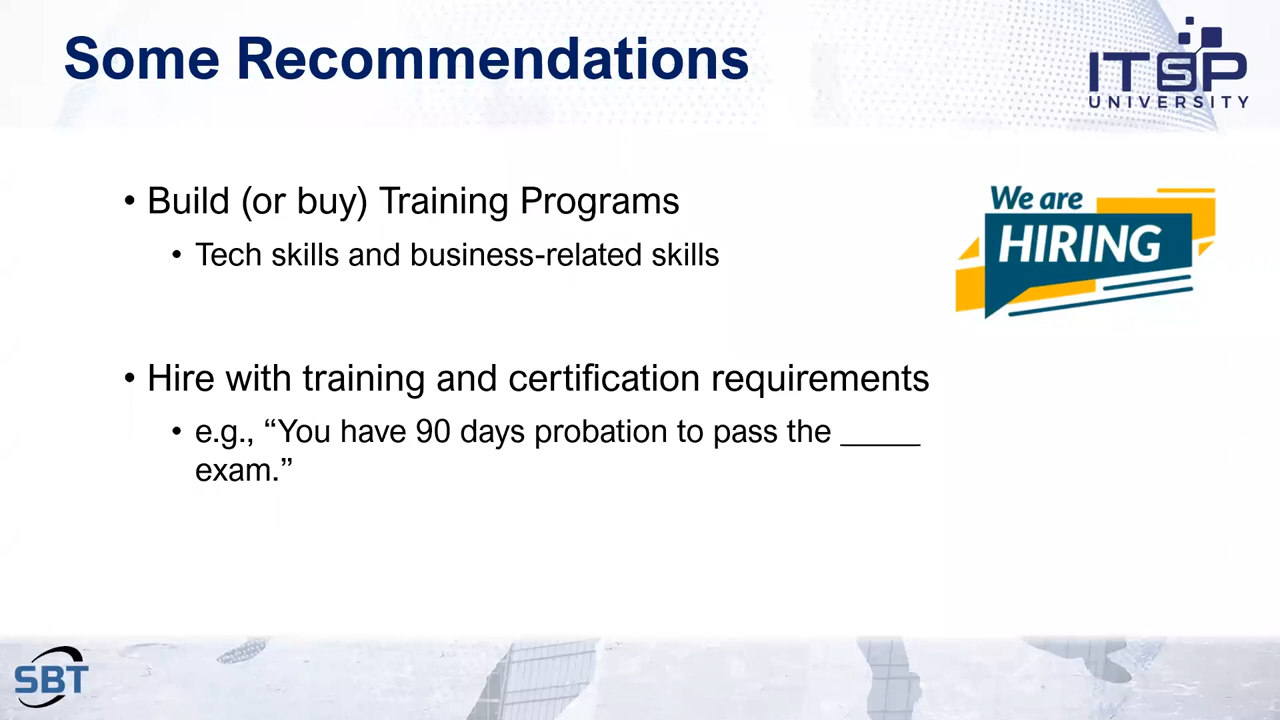 Some Recommendations
ITSP
UNIVERSITY
• Build (or buy) Training Programs
• Tech skills and business-related skills
We are
HIRING
• Hire with training and certification requirements
• e.g., “You have 90 days probation to pass the _____
exam.”
SBT